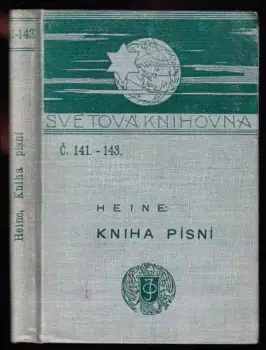 -143.
Heine, Kniha písní
SVĚTOVÁ KNIHOVNA
Č. 141. - 143.
HEINE:
KNIHA PÍSNÍ